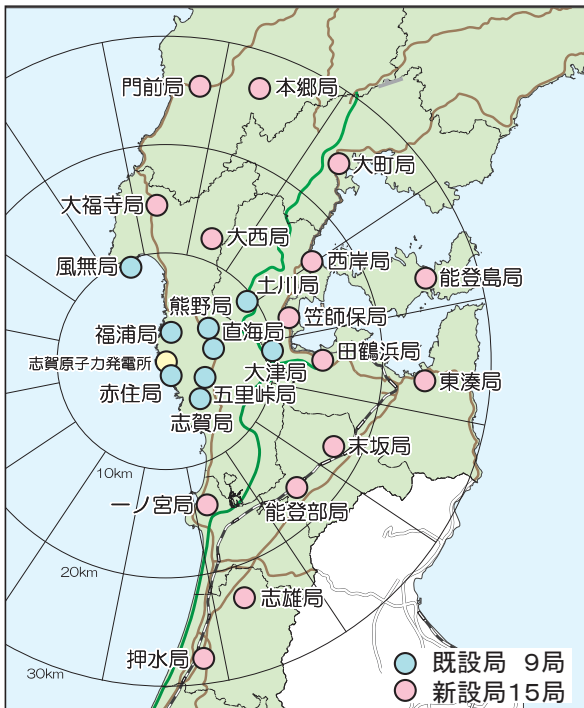 門前局
本郷局
大町局
大福寺局
大西局
西岸局
風無局
能登島局
土川局
熊野局
笠師保局
福浦局
直海局
志賀原子力発電所
田鶴浜局
大津局
赤住局
五里峠局
東湊局
志賀局
末坂局
10km
一ノ宮局
能登部局
20km
志雄局
押水局
30km
既設局 9局
新設局15局